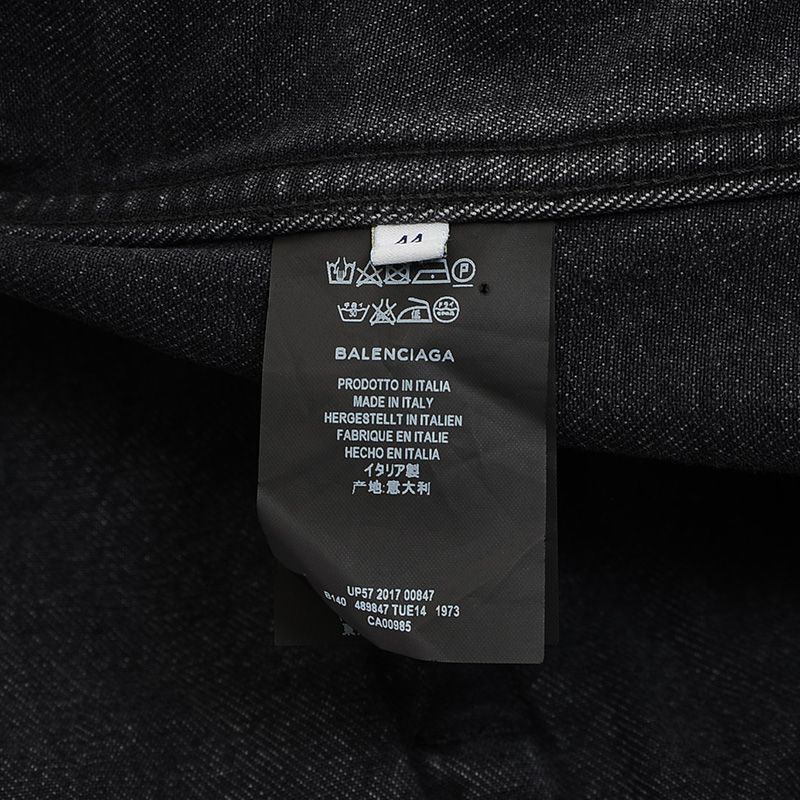 44
P
BALENCIAGA
PRODOTTO IN ITALIA
MADE IN ITALY
HERGESTELLT IN ITALIEN
FABRIQUE EN ITALIE
HECHO EN ITALIA
イタリア製
产地:意大利
UP57 2017 00847
489847 TUE14 1973
CA00985